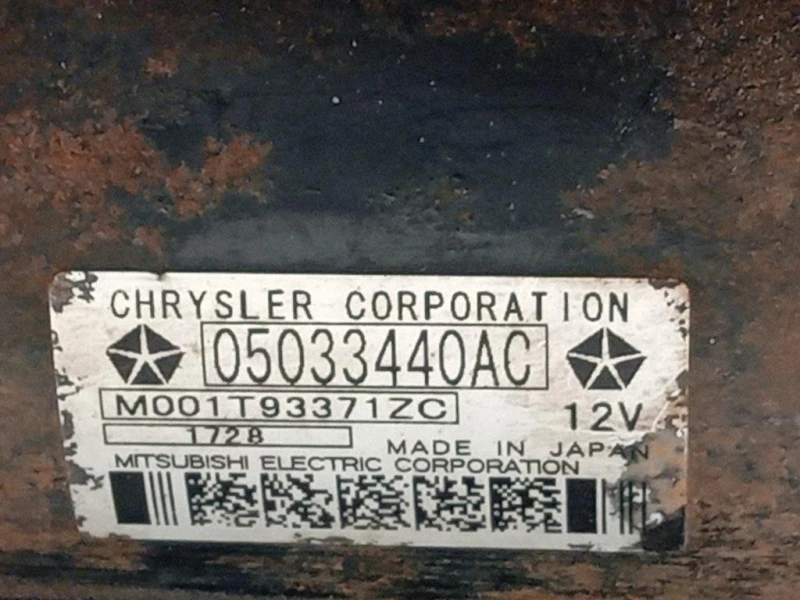 CHRYSLER CORPORATION
05033440AC
M001T93371ZC
12V
1728
MADE IN JAPAN
MITSUBISHI ELECTRIC CORPORATION